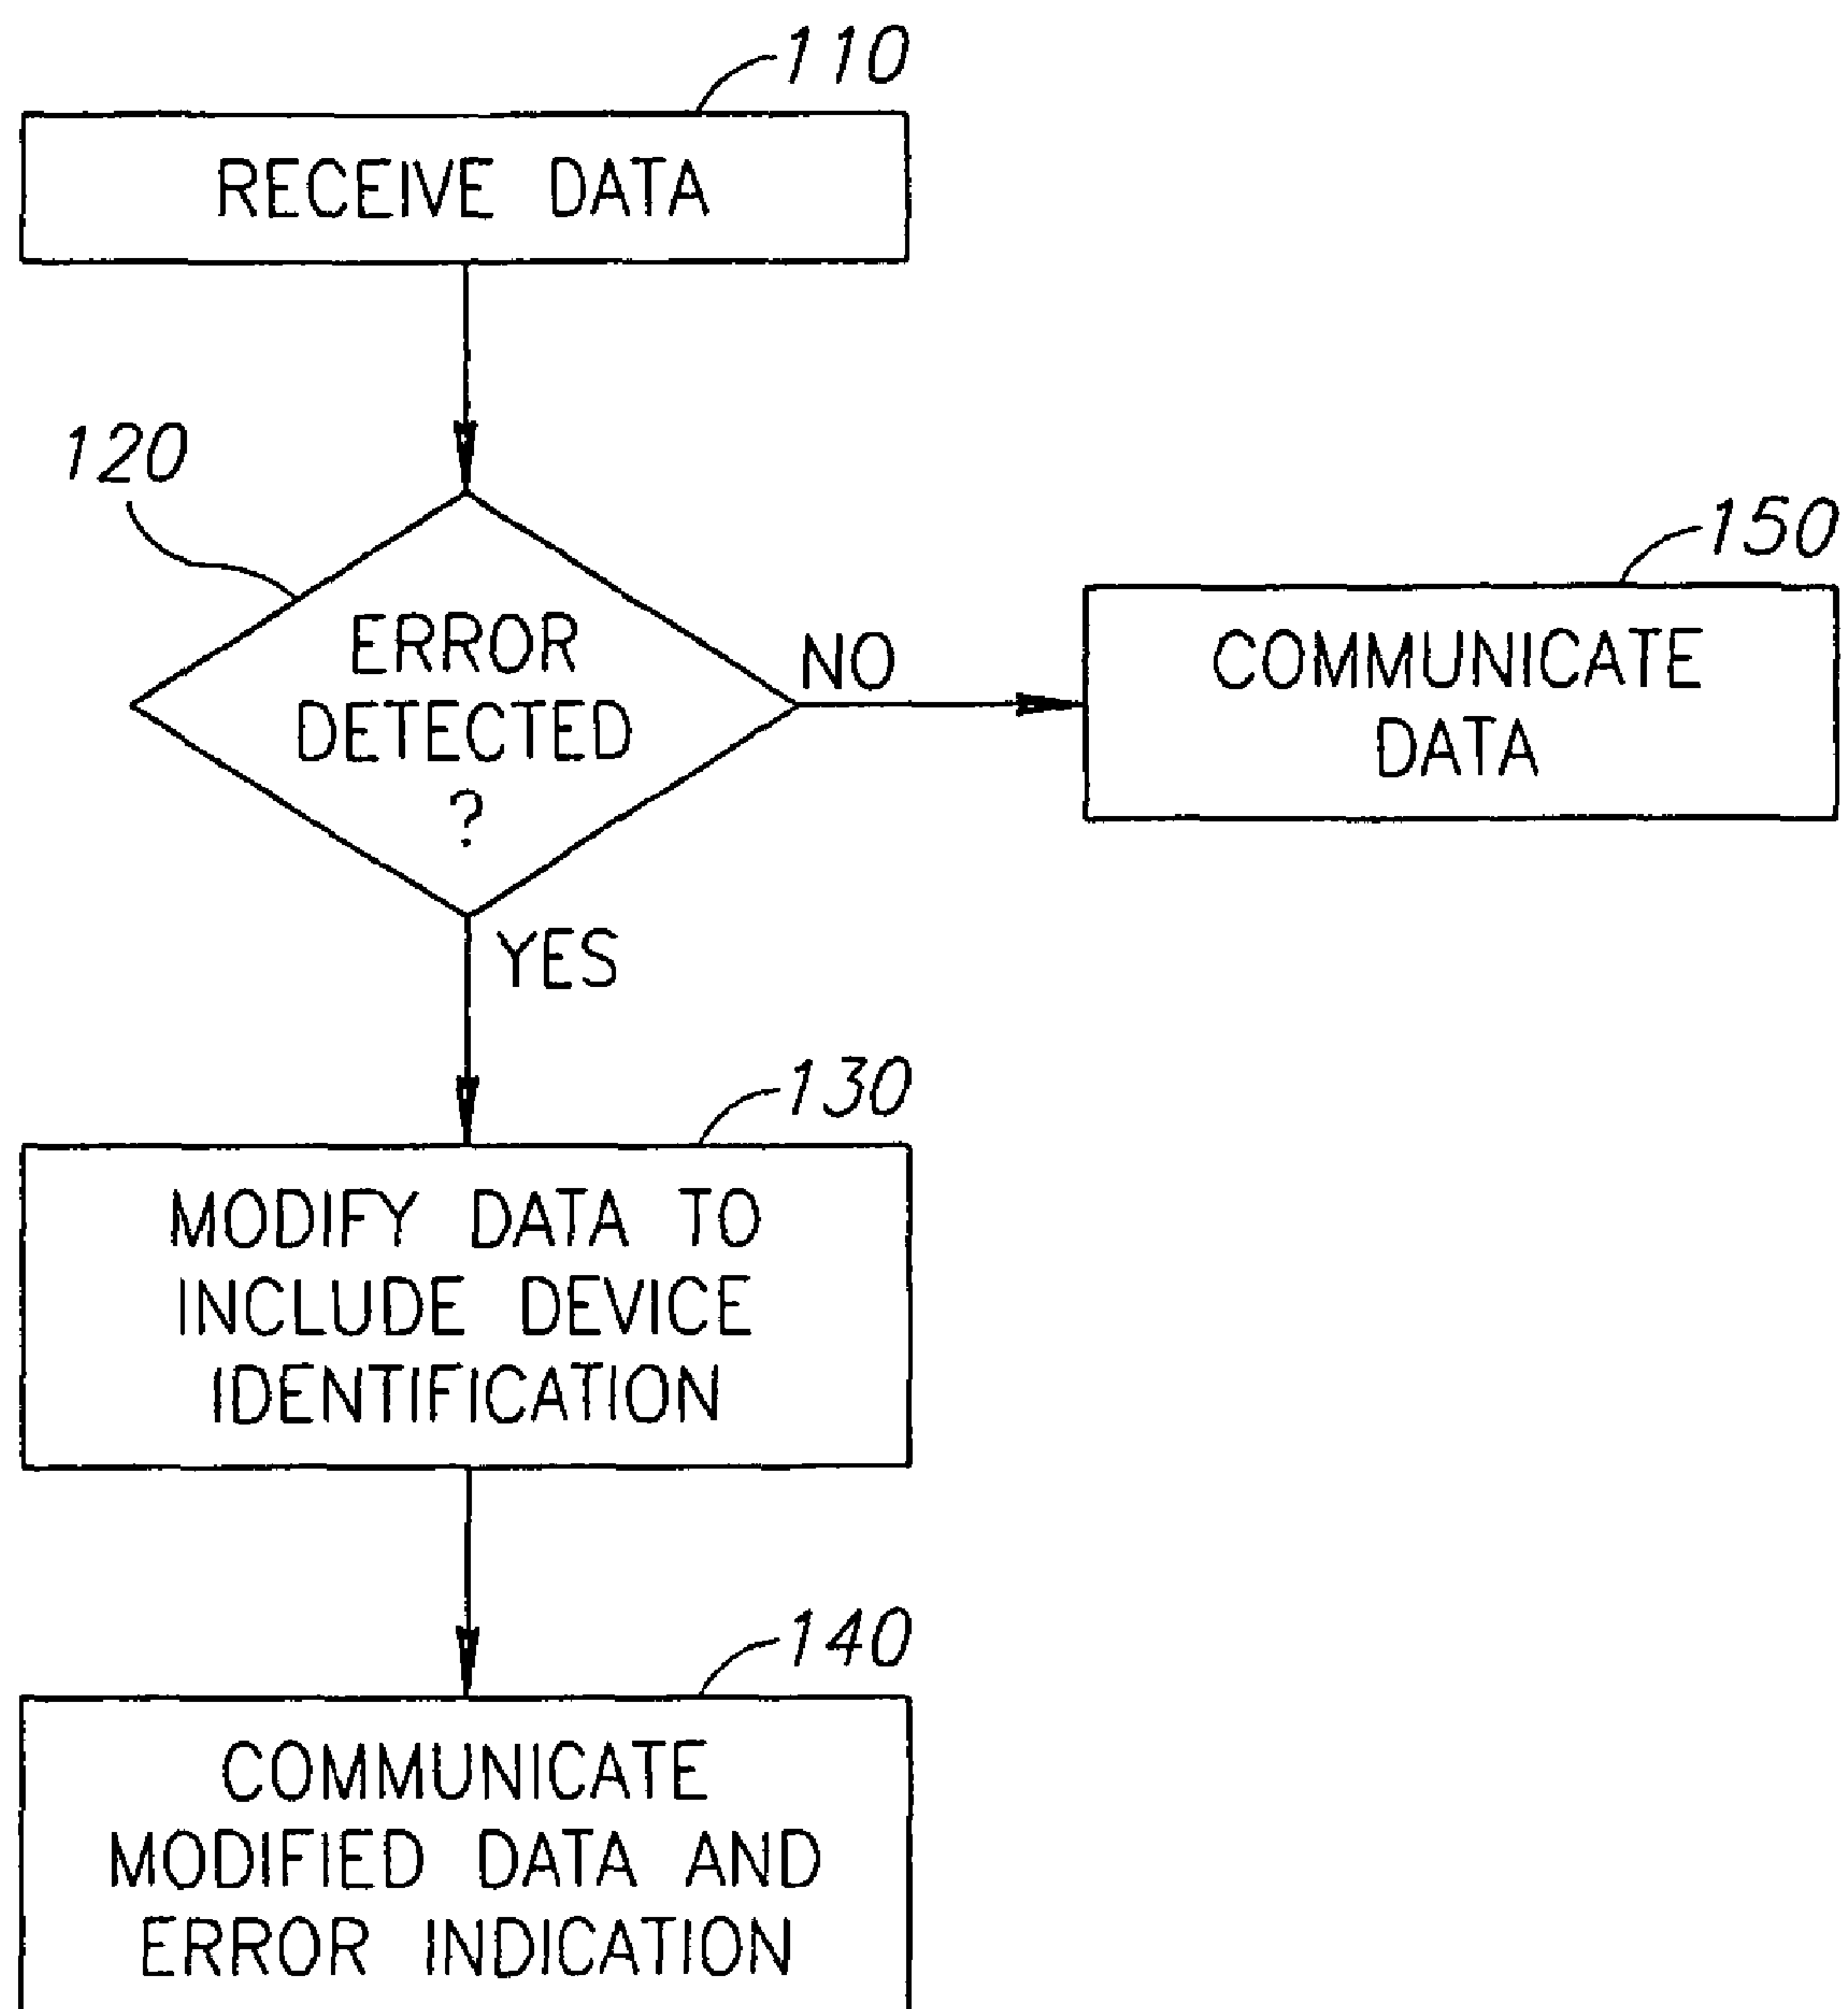 110
RECEIVE DATA
120
ERROR
DETECTED
?
NO
150
COMMUNICATE
DATA
YES
130
MODIFY DATA TO
INCLUDE DEVICE
IDENTIFICATION
140
COMMUNICATE
MODIFIED DATA AND
ERROR INDICATION